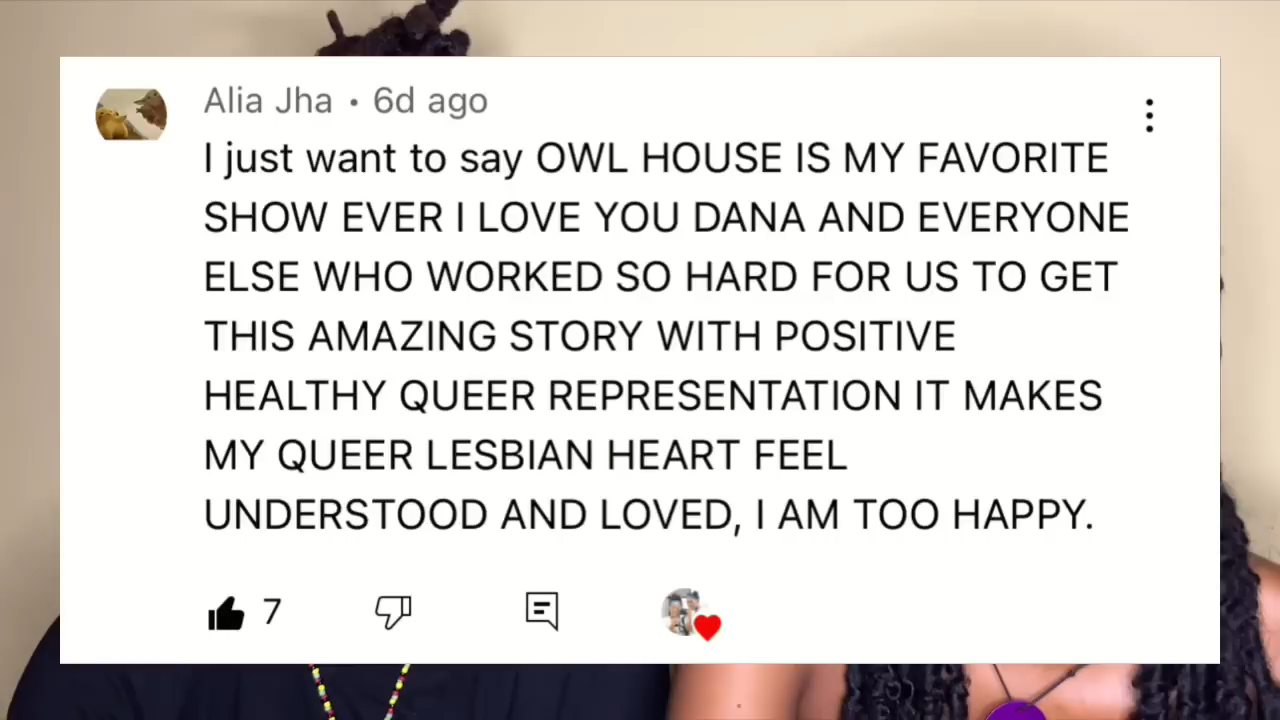 Alia Jha • 6d ago
I just want to say OWL HOUSE IS MY FAVORITE
SHOW EVER I LOVE YOU DANA AND EVERYONE
ELSE WHO WORKED SO HARD FOR US TO GET
THIS AMAZING STORY WITH POSITIVE
HEALTHY QUEER REPRESENTATION IT MAKES
MY QUEER LESBIAN HEART FEEL
UNDERSTOOD AND LOVED, I AM TOO HAPPY.
7